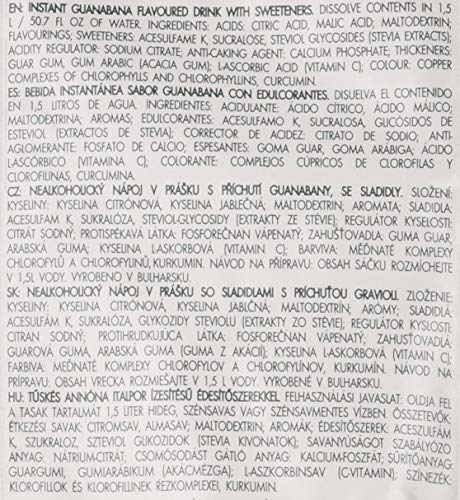 EN: INSTANT GUANABANA FLAVOURED DRINK WITH SWEETENERS. DISSOLVE CONTENTS IN 1,5
L / 50.7 FL OZ OF WATER. INGREDIENTS: ACIDS: CITRIC ACID, MALIC ACID; MALTODEXTRIN;
FLAVOURINGS; SWEETENERS: ACESULFAME K, SUCRALOSE, STEVIOL GLYCOSIDES (STEVIA EXTRACTS);
ACIDITY REGULATOR: SODIUM CITRATE; ANTI-CAKING AGENT: CALCIUM PHOSPHATE; THICKENERS:
GUAR GUM, GUM ARABIC (ACACIA GUM); LASCORBIC ACID (VITAMIN C); COLOUR: COPPER
COMPLEXES OF CHLOROPHYLLS AND CHLOROPHYLLINS, CURCUMIN.
ES: BEBIDA INSTANTÁNEA SABOR GUANABANA CON EDULCORANTES. DISUELVA EL CONTENIDO
EN 1,5 LITROS DE AGUA. INGREDIENTES: ACIDULANTE: ÁCIDO CÍTRICO, ÁCIDO MÁLICO;
MALTODEXTRINA; AROMAS; EDULCORANTES: ACESULFAMO K, SUCRALOSA, GLICÓSIDOS DE
ESTEVIOL (EXTRACTOS DE STEVIA); CORRECTOR DE ACIDEZ: CITRATO DE SODIO; ANTI-
AGLOMERANTE: FOSFATO DE CALCIO; ESPESANTES: GOMA GUAR, GOMA ARÁBIGA; ÁCIDO
LASCÓRBICO (VITAMINA C); COLORANTE: COMPLEJOS CÚPRICOS DE CLOROFILAS Y
CLOROFILINAS, CURCUMINA.
CZ: NEALKOHOLICKÝ NÁPOJ V PRÁŠKU S PŘÍCHUTÍ GUANABANY, SE SLADIDLY. SLOŽENÍ:
KYSELINY: KYSELINA CITRÓNOVÁ, KYSELINA JABLEČNÁ; MALTODEXTRIN; AROMATA; SLADIDLA:
ACESULFAM K, SUKRALÓZA, STEVIOLGLYCOSIDY (EXTRAKTY ZE STÉVIE); REGULÁTOR KYSELOSTI:
CITRÁT SODNÝ; PROTISPÉKAVÁ LÁTKA: FOSFOREČNAN VÁPENATÝ; ZAHUŠŤOVADLA: GUMA GUAR,
ARABSKÁ GUMA; KYSELINA LASKORBOVÁ (VITAMIN C); BARVIVA: MĚĎNATÉ KOMPLEXY
CHLOROFYLŮ A CHLOROFYLINŮ, KURKUMIN. NÁVOD NA PŘÍPRAVU: OBSAH SÁČKU ROZMÍCHEJTE
V 1,5L VODY. VYROBENO V BULHARSKU.
SK: NEALKOHOLICKÝ NÁPOJ V PRÁŠKU SO SLADIDLAMI S PRÍCHUŤOU GRAVIOLI. ZLOŽENIE:
KYSELINY: KYSELINA CITRÓNOVÁ, KYSELINA JABLČNÁ; MALTODEXTRÍN; ARÓMY; SLADIDLÁ:
ACESULFÁM K, SUKRALÓZA, GLYKOZIDY STEVIOLU (EXTRAKTY ZO STÉVIE); REGULÁTOR KYSLOSTI:
CITRAN SODNÝ; PROTIHRUDKUJÚCA LÁTKA: FOSFOREČNAN VÁPENATÝ; ZAHUSŤOVADLÁ:
GUAROVÁ GUMA, ARABSKÁ GUMA (GUMA Z AKÁCIÍ); KYSELINA LASKORBOVÁ (VITAMIN C);
FARBIVA: MEĎNATÉ KOMPLEXY CHLOROFYLOV A CHLOROFYLÍNOV, KURKUMÍN. NÁVOD NA
PRÍPRAVU: OBSAH VRECKA ROZMIEŠAJTE V 1,5 L VODY. VYROBENÉ V BULHARSKU.
HU: TÜSKÉS ANNÓNA ITALPOR ÍZESÍTÉSŰ ÉDESÍTŐSZEREKKEL. FELHASZNÁLÁSI JAVASLAT: OLDJA FEL
A TASAK TARTALMÁT 1,5 LITER HIDEG, SZÉNSAVAS VAGY SZÉNSAVMENTES VÍZBEN. ÖSSZETEVŐK:
ÉTKEZÉSI SAVAK: CITROMSAV, ALMASAV; MALTODEXTRIN; AROMÁK; ÉDESÍTŐSZEREK: ACESZULFÁM
K, SZUKRALOZ, SZTEVIOL GLIKOZIDOK (STEVIA KIVONATOK); SAVANYÚSÁGOT SZABÁLYOZÓ
ANYAG: NÁTRIUM-CITRÁT; CSOMÓSODÁST GÁTLÓ ANYAG: KALCIUM-FOSZFÁT; SŰRÍTŐANYAG:
GUARGUMI, GUMIARÁBIKUM (AKÁCMÉZGA); LASZKORBINSAV (CVITAMIN); SZÍNEZÉK:
KLOROFILLOK ÉS KLOROFILLINEK REZKOMPLEXEI, KURKUMIN.